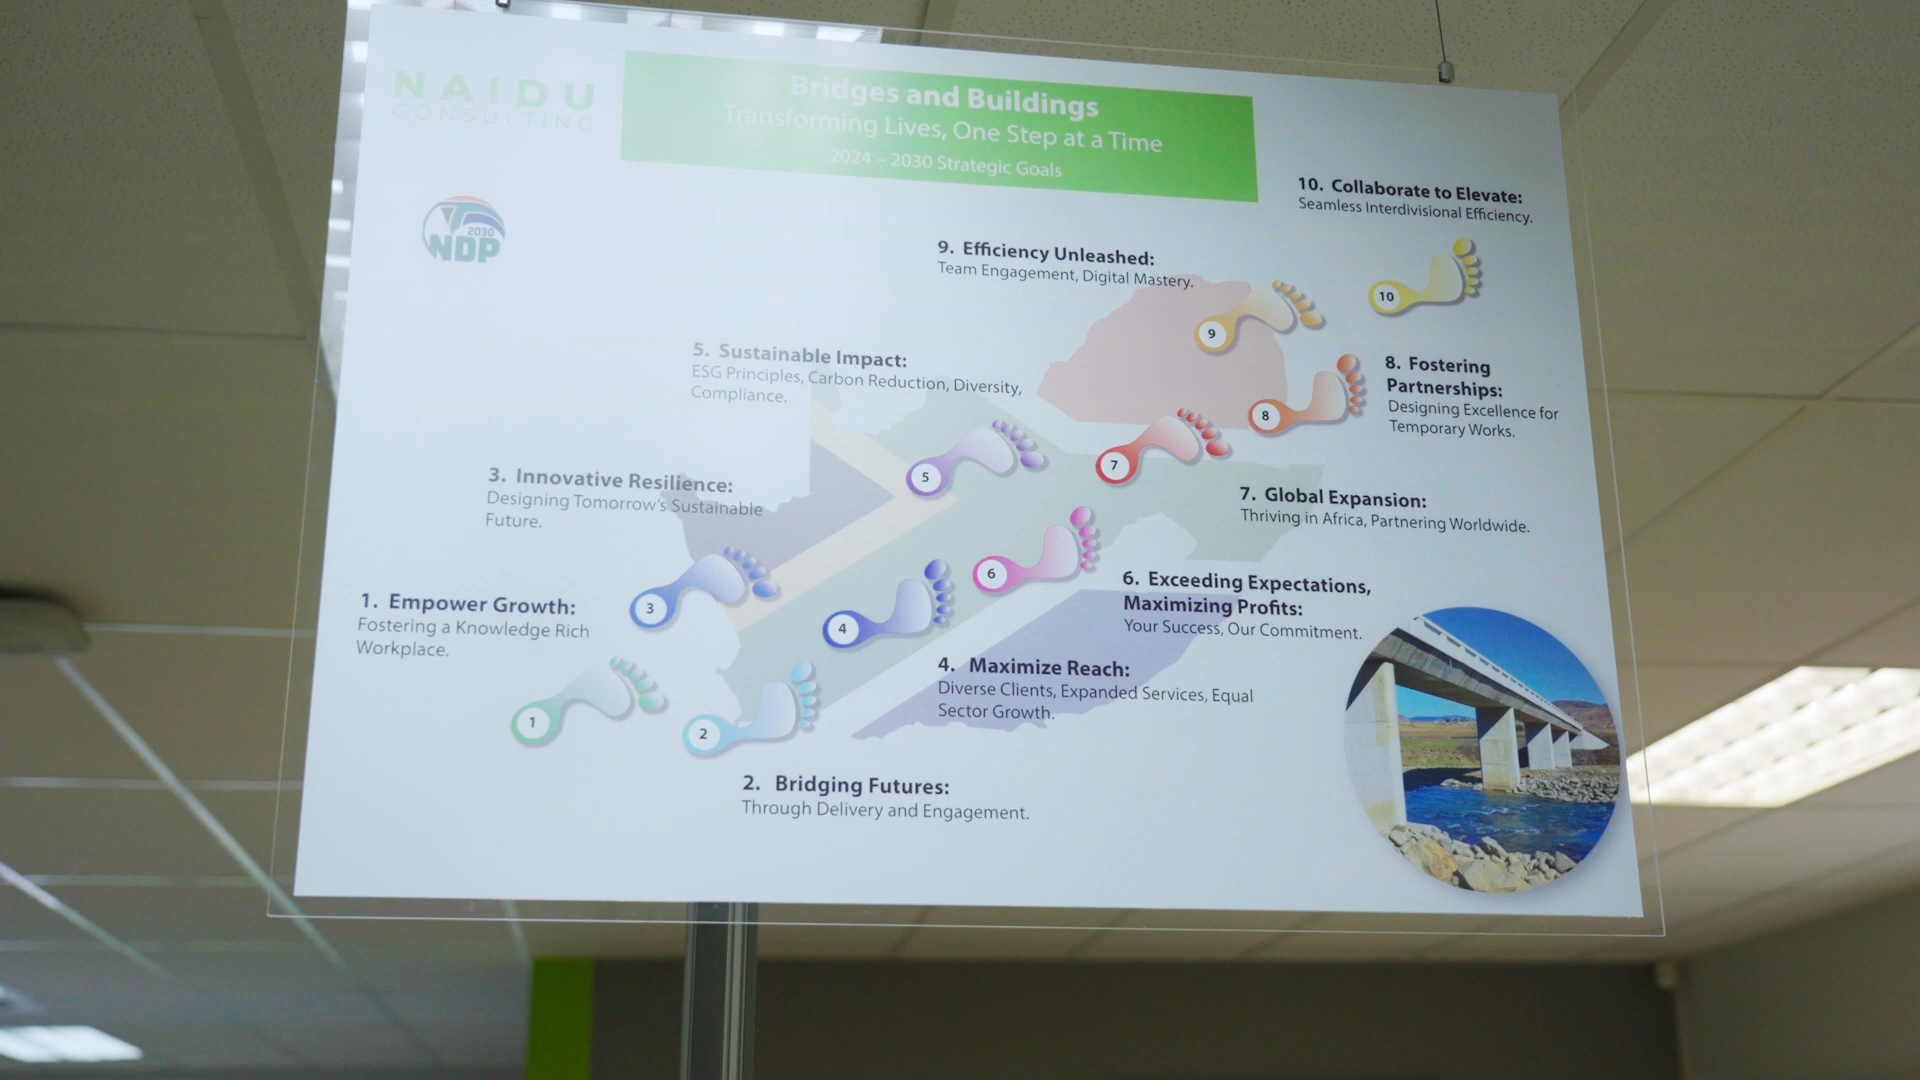 NAIDU
CONSULTING
Bridges and Buildings
Transforming Lives, One Step at a Time
2024 – 2030 Strategic Goals
2030
NDP
10. Collaborate to Elevate:
Seamless Interdivisional Efficiency.
10
9. Efficiency Unleashed:
Team Engagement, Digital Mastery.
9
5. Sustainable Impact:
ESG Principles, Carbon Reduction, Diversity,
Compliance.
5
8. Fostering
Partnerships:
Designing Excellence for
Temporary Works.
8
7
7. Global Expansion:
Thriving in Africa, Partnering Worldwide.
3. Innovative Resilience:
Designing Tomorrow's Sustainable
Future.
3
6
6. Exceeding Expectations,
Maximizing Profits:
Your Success, Our Commitment.
1. Empower Growth:
Fostering a Knowledge Rich
Workplace.
1
4
4. Maximize Reach:
Diverse Clients, Expanded Services, Equal
Sector Growth.
2
2. Bridging Futures:
Through Delivery and Engagement.